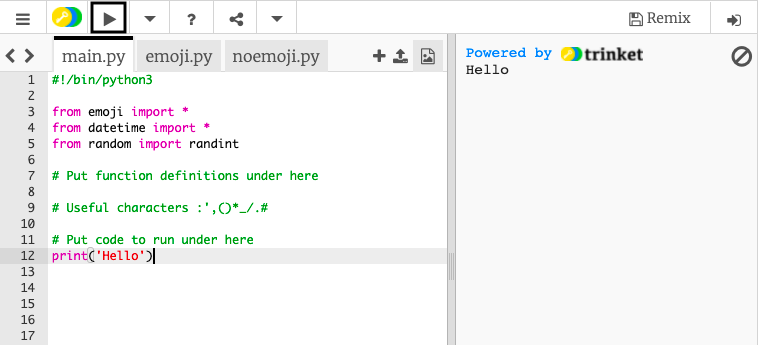 ? Remix
main.py emoji.py noemoji.py
Powered by trinket
Hello
1 #!/bin/python3
2
3 from emoji import *
4 from datetime import *
5 from random import randint
6
7 # Put function definitions under here
8
9 # Useful characters :',()*_/.#
10
11 # Put code to run under here
12 print('Hello')
13
14
15
16
17